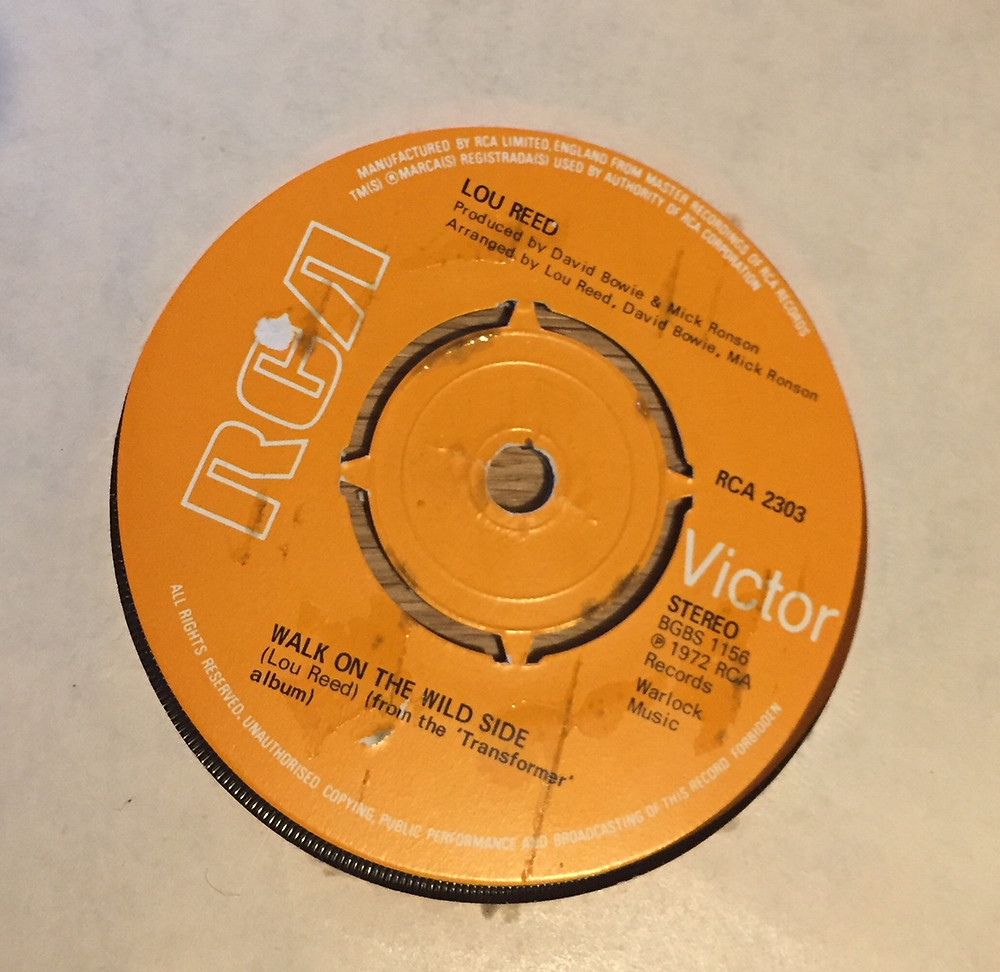 MANUFACTURED BY RCA LIMITED, ENGLAND FROM MASTER RECORDINGS OF RCA RECORDS
TM(S) ® MARCA(S) REGISTRADA(S) USED BY AUTHORITY OF RCA CORPORATION
LOU REED
Produced by David Bowie & Mick Ronson
Arranged by Lou Reed, David Bowie, Mick Ronson
RCA
RCA 2303
Victor
STEREO
BGBS 1156
℗ 1972 RCA
Records
Warlock
Music
WALK ON THE WILD SIDE
(Lou Reed) (from the 'Transformer'
album)
ALL RIGHTS RESERVED. UNAUTHORISED COPYING, PUBLIC PERFORMANCE AND BROADCASTING OF THIS RECORD FORBIDDEN